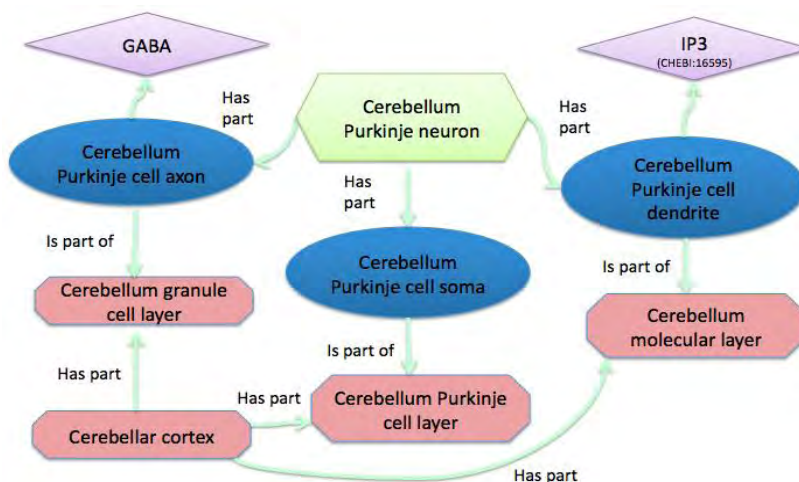 GABA
IP3
(CHEBI:16595)
Has
part
Cerebellum
Purkinje neuron
Has
part
Cerebellum
Purkinje cell axon
Has
part
Cerebellum
Purkinje cell
dendrite
Is part of
Cerebellum
Purkinje cell soma
Is part of
Cerebellum granule
cell layer
Cerebellum
molecular layer
Is part of
Has part
Has part
Cerebellum Purkinje
cell layer
Cerebellar cortex
Has part